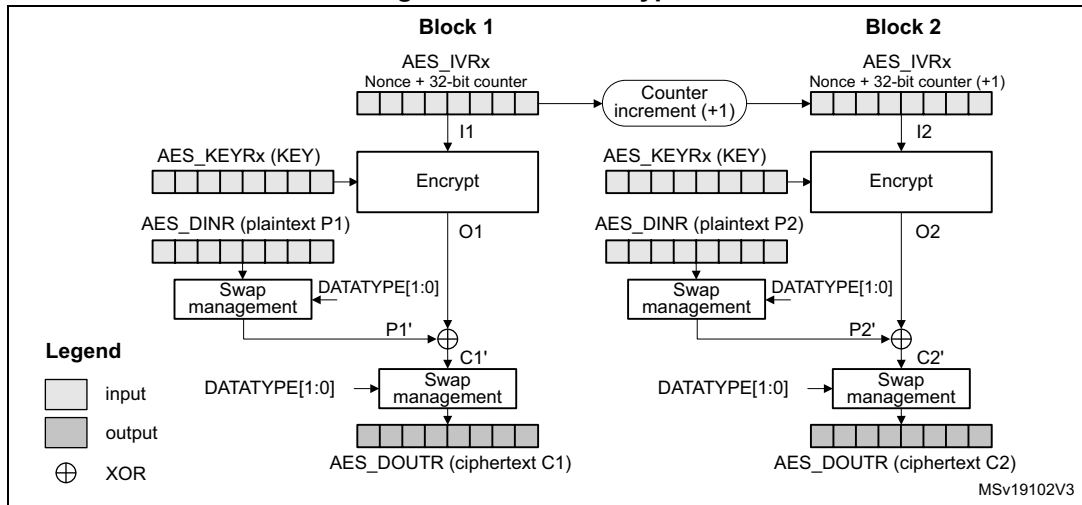 Block 1
Block 2
AES_IVRx
Nonce + 32-bit counter
Counter
increment (+1)
AES_IVRx
Nonce + 32-bit counter (+1)
I1
I2
AES_KEYRx (KEY)
Encrypt
AES_KEYRx (KEY)
Encrypt
AES_DINR (plaintext P1)
O1
AES_DINR (plaintext P2)
O2
Swap
management
DATATYPE[1:0]
Swap
management
DATATYPE[1:0]
P1'
P2'
C1'
C2'
DATATYPE[1:0]
Swap
management
DATATYPE[1:0]
Swap
management
AES_DOUTR (ciphertext C1)
AES_DOUTR (ciphertext C2)
Legend
input
output
XOR
MSv19102V3